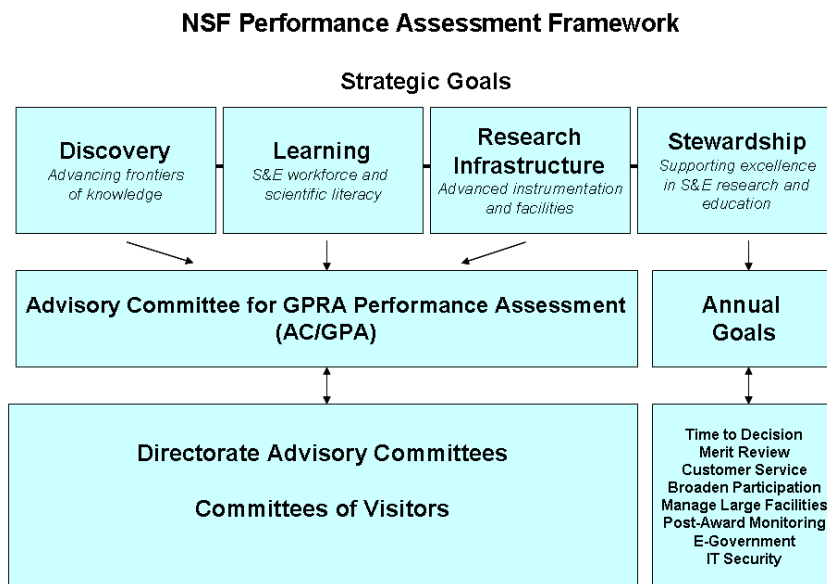 NSF Performance Assessment Framework
Strategic Goals
Discovery
Advancing frontiers
of knowledge
Learning
S&E workforce and
scientific literacy
Research
Infrastructure
Advanced instrumentation
and facilities
Stewardship
Supporting excellence
in S&E research and
education
Advisory Committee for GPRA Performance Assessment
(AC/GPA)
Annual
Goals
Directorate Advisory Committees
Committees of Visitors
Time to Decision
Merit Review
Customer Service
Broaden Participation
Manage Large Facilities
Post-Award Monitoring
E-Government
IT Security